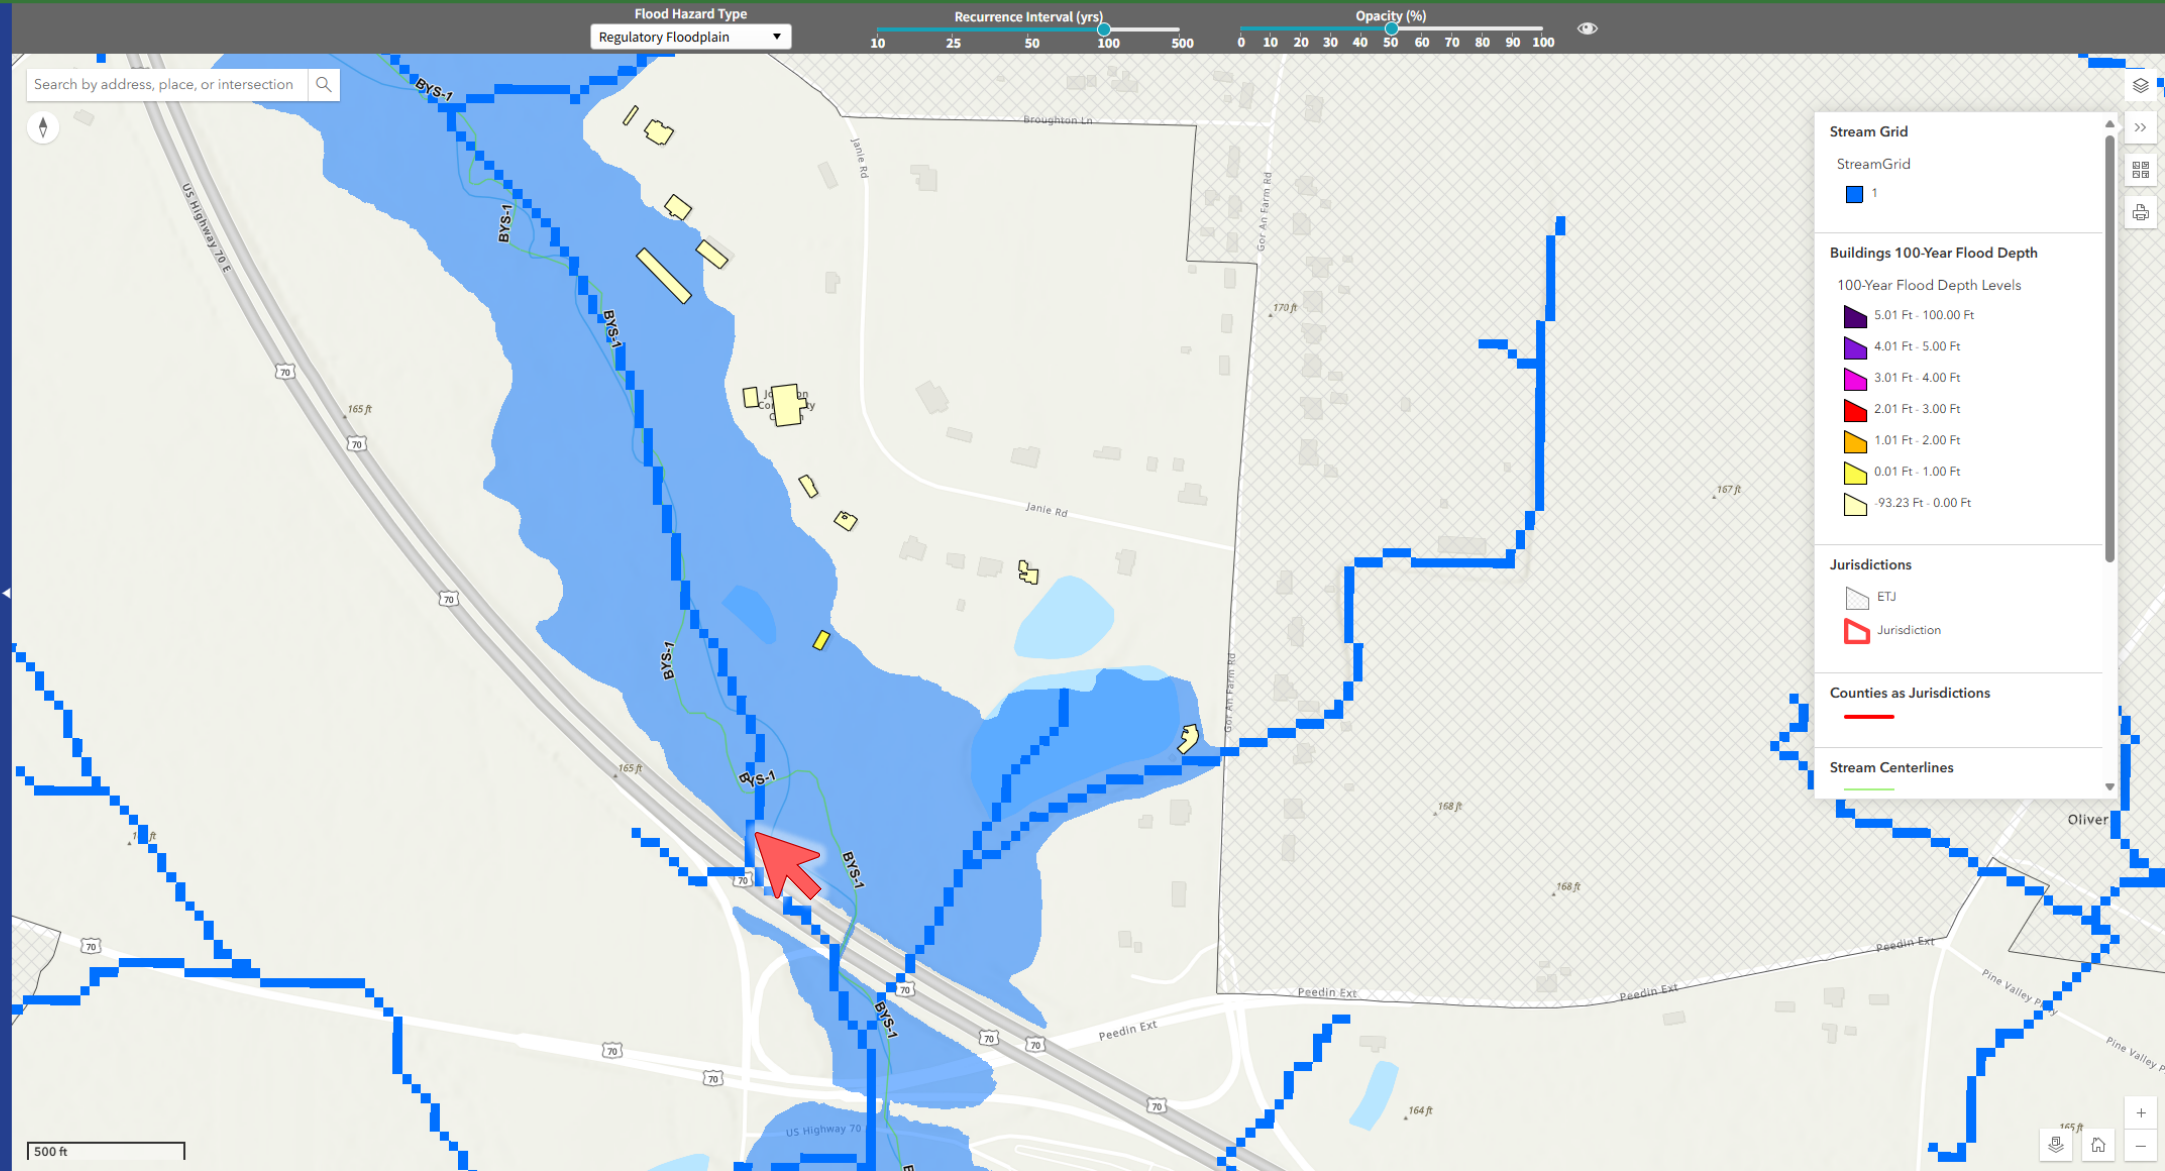 Flood Hazard Type
Regulatory Floodplain
Recurrence Interval (yrs)
10 25 50 100 500
Opacity (%)
0 10 20 30 40 50 60 70 80 90 100
Search by address, place, or intersection
BYS-1
Broughton Ln
Janie Rd
Gor An Farm Rd
US Highway 70 E
BYS-1
BYS-1
170 ft
70
165 ft
70
167 ft
Janie Rd
70
BYS-1
Gor An Farm Rd
165 ft
BYS-1
168 ft
BYS-1
70
168 ft
70
70
BYS-1
Peedin Ext
Peedin Ext
Peedin Ext
Peedin Ext
70
70
70
70
70
164 ft
US Highway 70
165 ft
Pine Valley
Pine Valley P
Oliver
500 ft
Stream Grid
StreamGrid
1
Buildings 100-Year Flood Depth
100-Year Flood Depth Levels
5.01 Ft - 100.00 Ft
4.01 Ft - 5.00 Ft
3.01 Ft - 4.00 Ft
2.01 Ft - 3.00 Ft
1.01 Ft - 2.00 Ft
0.01 Ft - 1.00 Ft
-93.23 Ft - 0.00 Ft
Jurisdictions
ETJ
Jurisdiction
Counties as Jurisdictions
Stream Centerlines